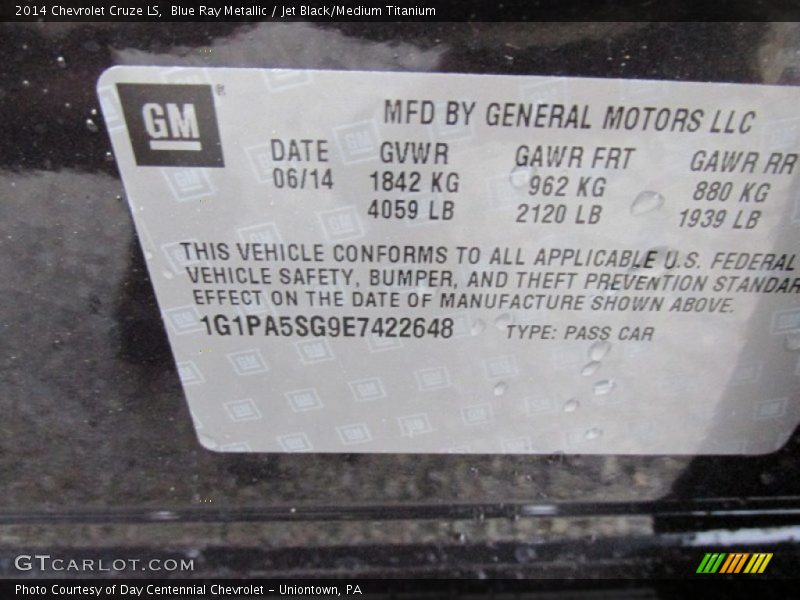 2014 Chevrolet Cruze LS,  Blue Ray Metallic / Jet Black/Medium Titanium
GM
MFD BY GENERAL MOTORS LLC
DATE GVWR GAWR FRT GAWR RR
06/14 1842 KG 962 KG 880 KG
4059 LB 2120 LB 1939 LB
THIS VEHICLE CONFORMS TO ALL APPLICABLE U.S. FEDERAL
VEHICLE SAFETY, BUMPER, AND THEFT PREVENTION STANDAR
EFFECT ON THE DATE OF MANUFACTURE SHOWN ABOVE.
1G1PA5SG9E7422648 TYPE: PASS CAR
GTCARLOT.COM
Photo Courtesy of Day Centennial Chevrolet - Uniontown, PA